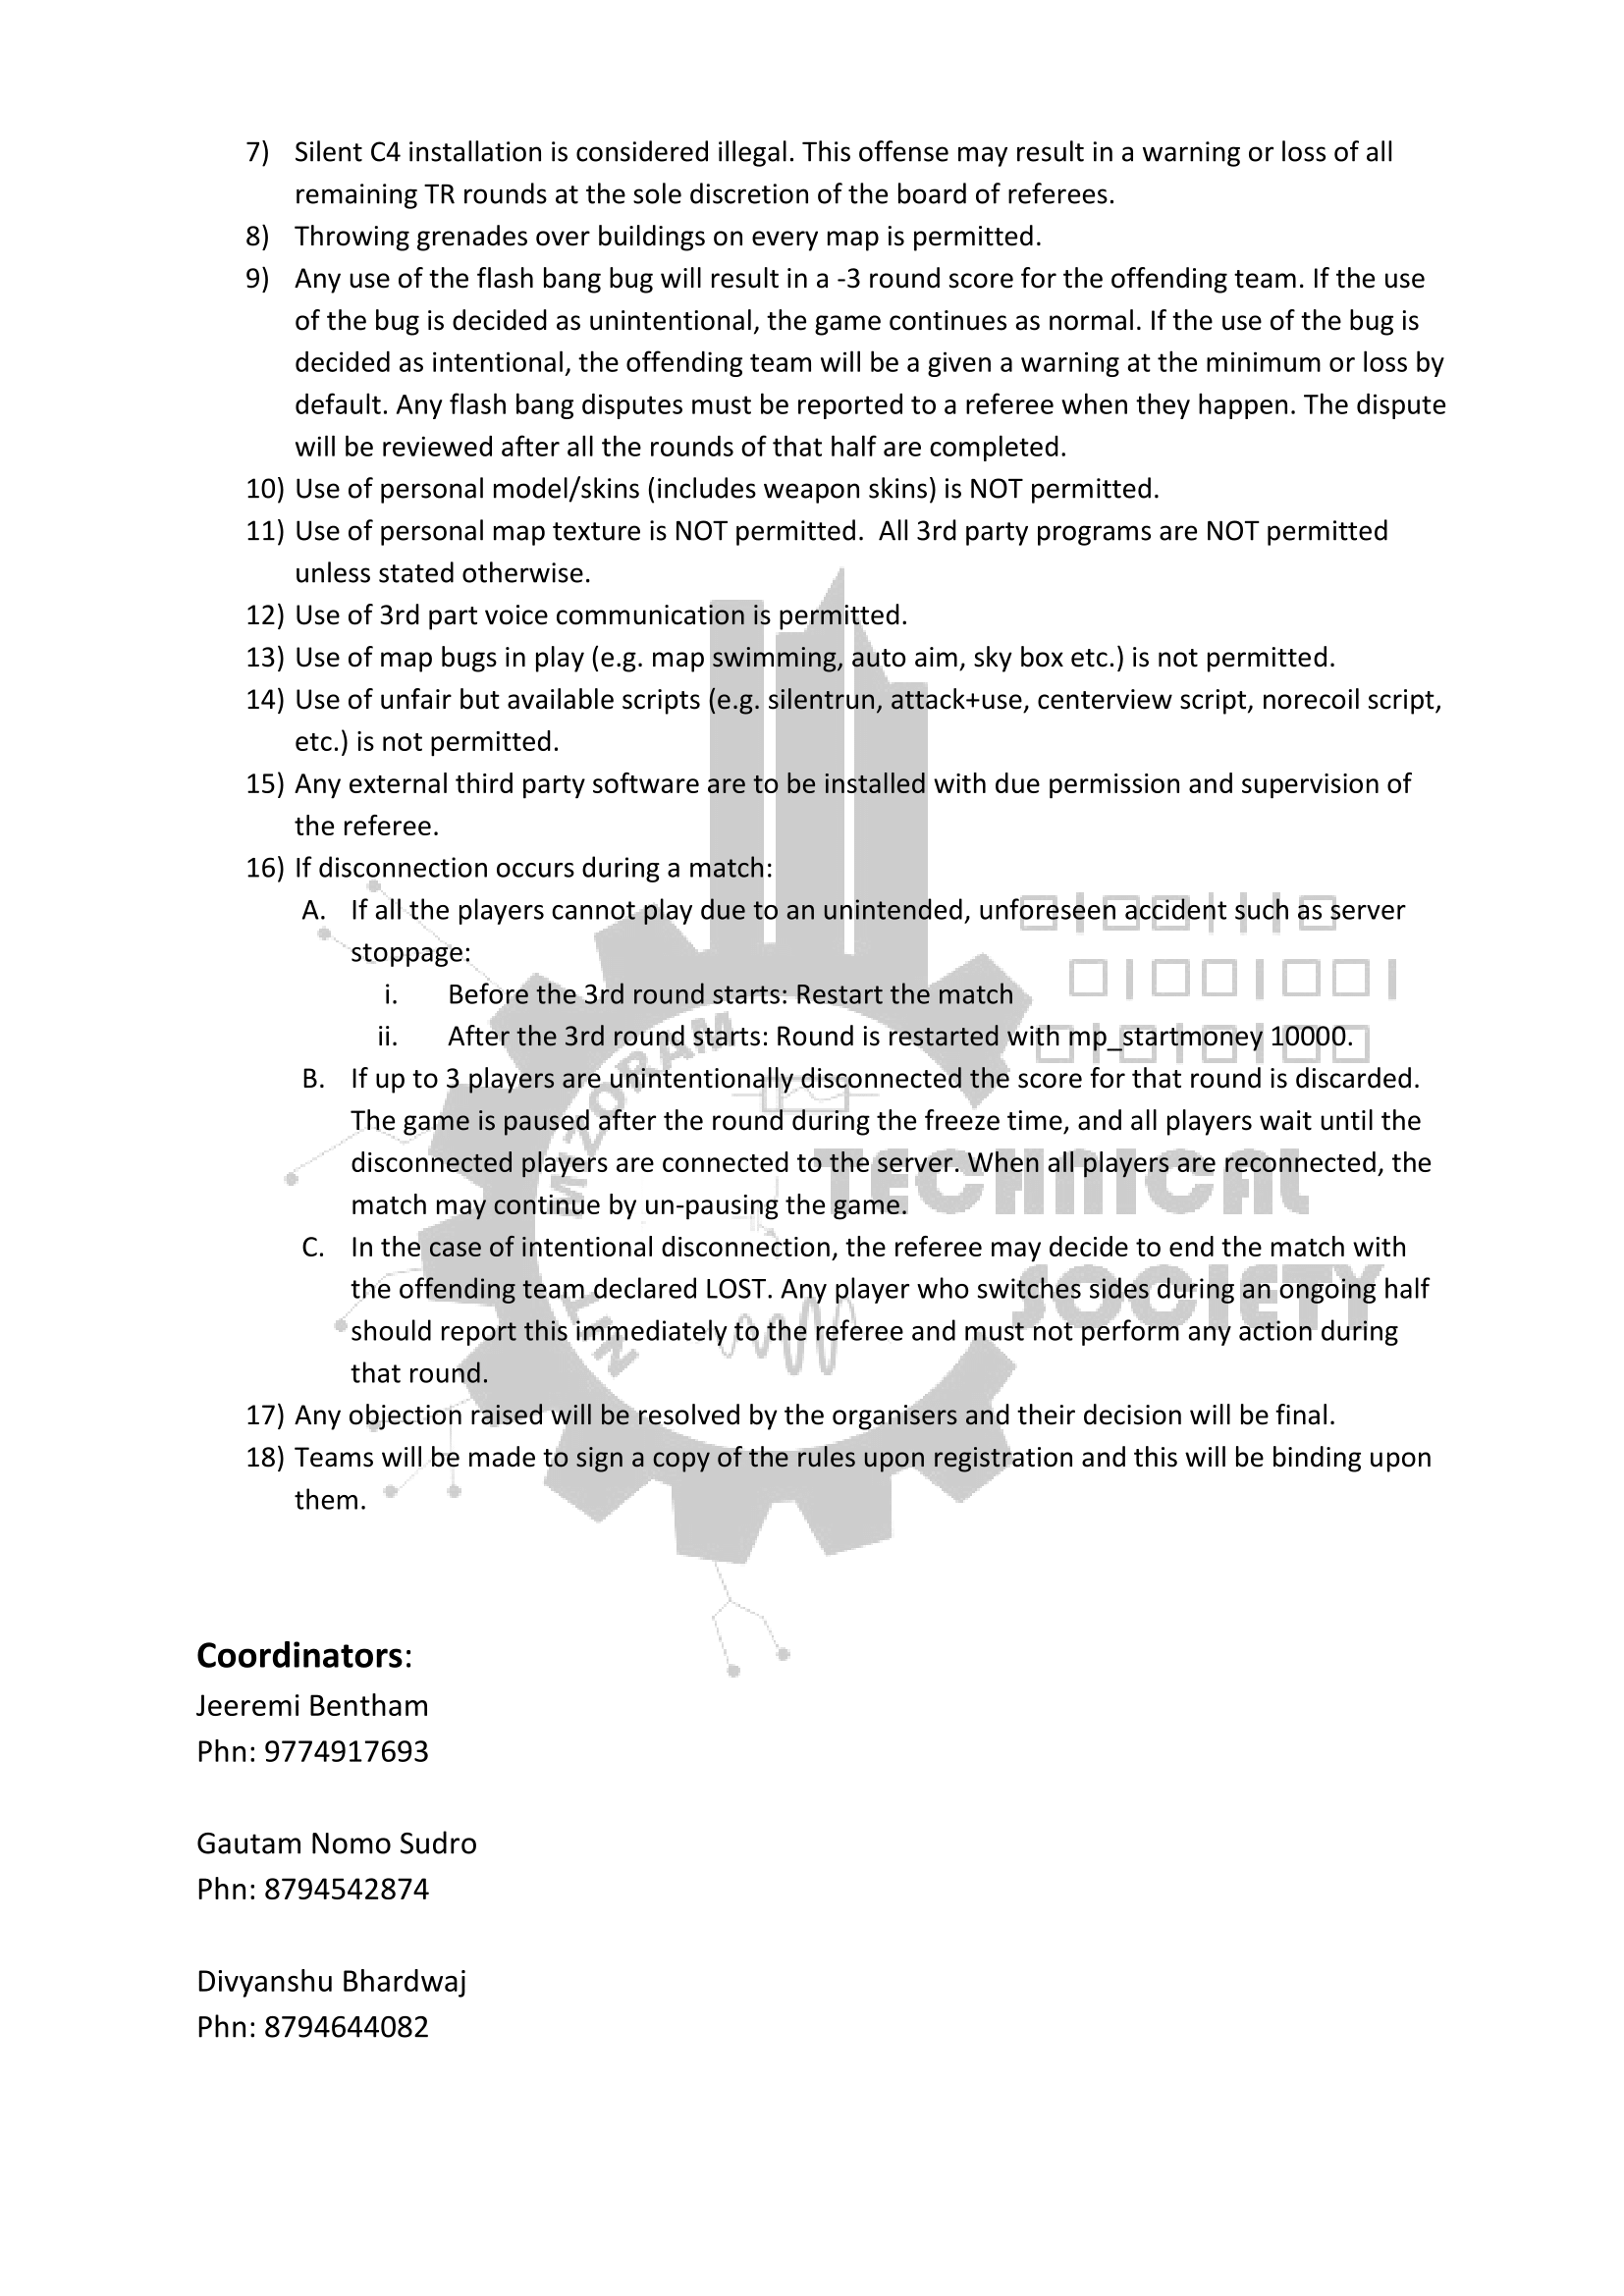 7) Silent C4 installation is considered illegal. This offense may result in a warning or loss of all
remaining TR rounds at the sole discretion of the board of referees.
8) Throwing grenades over buildings on every map is permitted.
9) Any use of the flash bang bug will result in a -3 round score for the offending team. If the use
of the bug is decided as unintentional, the game continues as normal. If the use of the bug is
decided as intentional, the offending team will be a given a warning at the minimum or loss by
default. Any flash bang disputes must be reported to a referee when they happen. The dispute
will be reviewed after all the rounds of that half are completed.
10) Use of personal model/skins (includes weapon skins) is NOT permitted.
11) Use of personal map texture is NOT permitted.  All 3rd party programs are NOT permitted
unless stated otherwise.
12) Use of 3rd part voice communication is permitted.
13) Use of map bugs in play (e.g. map swimming, auto aim, sky box etc.) is not permitted.
14) Use of unfair but available scripts (e.g. silentrun, attack+use, centerview script, norecoil script,
etc.) is not permitted.
15) Any external third party software are to be installed with due permission and supervision of
the referee.
16) If disconnection occurs during a match:
A. If all the players cannot play due to an unintended, unforeseen accident such as server
stoppage:
i. Before the 3rd round starts: Restart the match
ii. After the 3rd round starts: Round is restarted with mp_startmoney 10000.
B. If up to 3 players are unintentionally disconnected the score for that round is discarded.
The game is paused after the round during the freeze time, and all players wait until the
disconnected players are connected to the server. When all players are reconnected, the
match may continue by un-pausing the game.
C. In the case of intentional disconnection, the referee may decide to end the match with
the offending team declared LOST. Any player who switches sides during an ongoing half
should report this immediately to the referee and must not perform any action during
that round.
17) Any objection raised will be resolved by the organisers and their decision will be final.
18) Teams will be made to sign a copy of the rules upon registration and this will be binding upon
them.
NIT MIZORAM
TECHNICAL
SOCIETY
Coordinators:
Jeeremi Bentham
Phn: 9774917693
Gautam Nomo Sudro
Phn: 8794542874
Divyanshu Bhardwaj
Phn: 8794644082